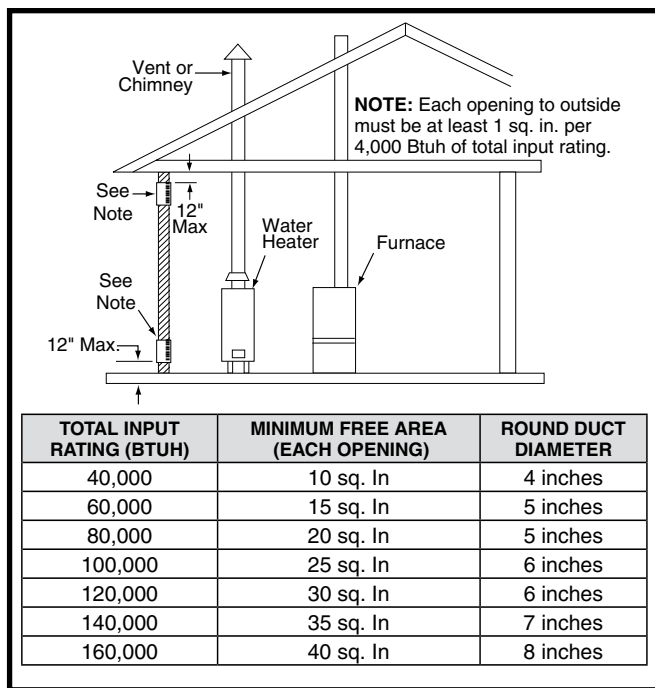 Vent or
Chimney
NOTE: Each opening to outside
must be at least 1 sq. in. per
4,000 Btuh of total input rating.
See
Note
12"
Max
Water
Heater
Furnace
See
Note
12" Max.
TOTAL INPUT RATING (BTUH) MINIMUM FREE AREA (EACH OPENING) ROUND DUCT DIAMETER
40,000 10 sq. In 4 inches
60,000 15 sq. In 5 inches
80,000 20 sq. In 5 inches
100,000 25 sq. In 6 inches
120,000 30 sq. In 6 inches
140,000 35 sq. In 7 inches
160,000 40 sq. In 8 inches